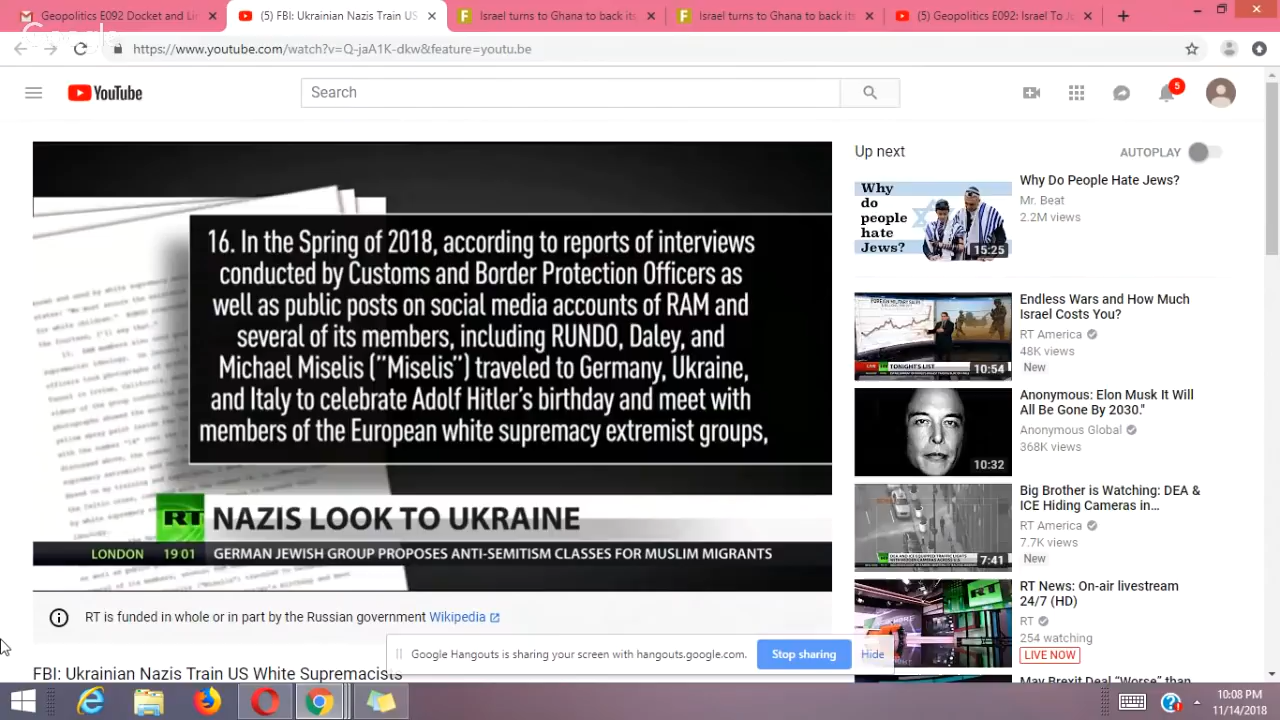 Geopolitics E092 Docket and Lin
(5) FBI: Ukrainian Nazis Train US
Israel turns to Ghana to back its
Israel turns to Ghana to back its
(5) Geopolitics E092: Israel To Jo
https://www.youtube.com/watch?v=Q-jaA1K-dkw&feature=youtu.be
YouTube
Search
5
16. In the Spring of 2018, according to reports of interviews
conducted by Customs and Border Protection Officers as
well as public posts on social media accounts of RAM and
several of its members, including RUNDO, Daley, and
Michael Miselis ("Miselis") traveled to Germany, Ukraine,
and Italy to celebrate Adolf Hitler's birthday and meet with
members of the European white supremacy extremist groups,
RT NAZIS LOOK TO UKRAINE
LONDON 19 01 GERMAN JEWISH GROUP PROPOSES ANTI-SEMITISM CLASSES FOR MUSLIM MIGRANTS
RT is funded in whole or in part by the Russian government Wikipedia
FBI: Ukrainian Nazis Train US White Supremacists
Google Hangouts is sharing your screen with hangouts.google.com.
Stop sharing
Hide
Up next
AUTOPLAY
Why
do
people
hate
Jews?
15:25
Why Do People Hate Jews?
Mr. Beat
2.2M views
TONIGHT'S LIST
10:54
Endless Wars and How Much
Israel Costs You?
RT America
48K views
New
10:32
Anonymous: Elon Musk It Will
All Be Gone By 2030."
Anonymous Global
368K views
7:41
Big Brother is Watching: DEA &
ICE Hiding Cameras in…
RT America
7.7K views
New
RT News: On-air livestream
24/7 (HD)
RT
254 watching
LIVE NOW
May Brexit Deal "Worse" than
10:08 PM
11/14/2018